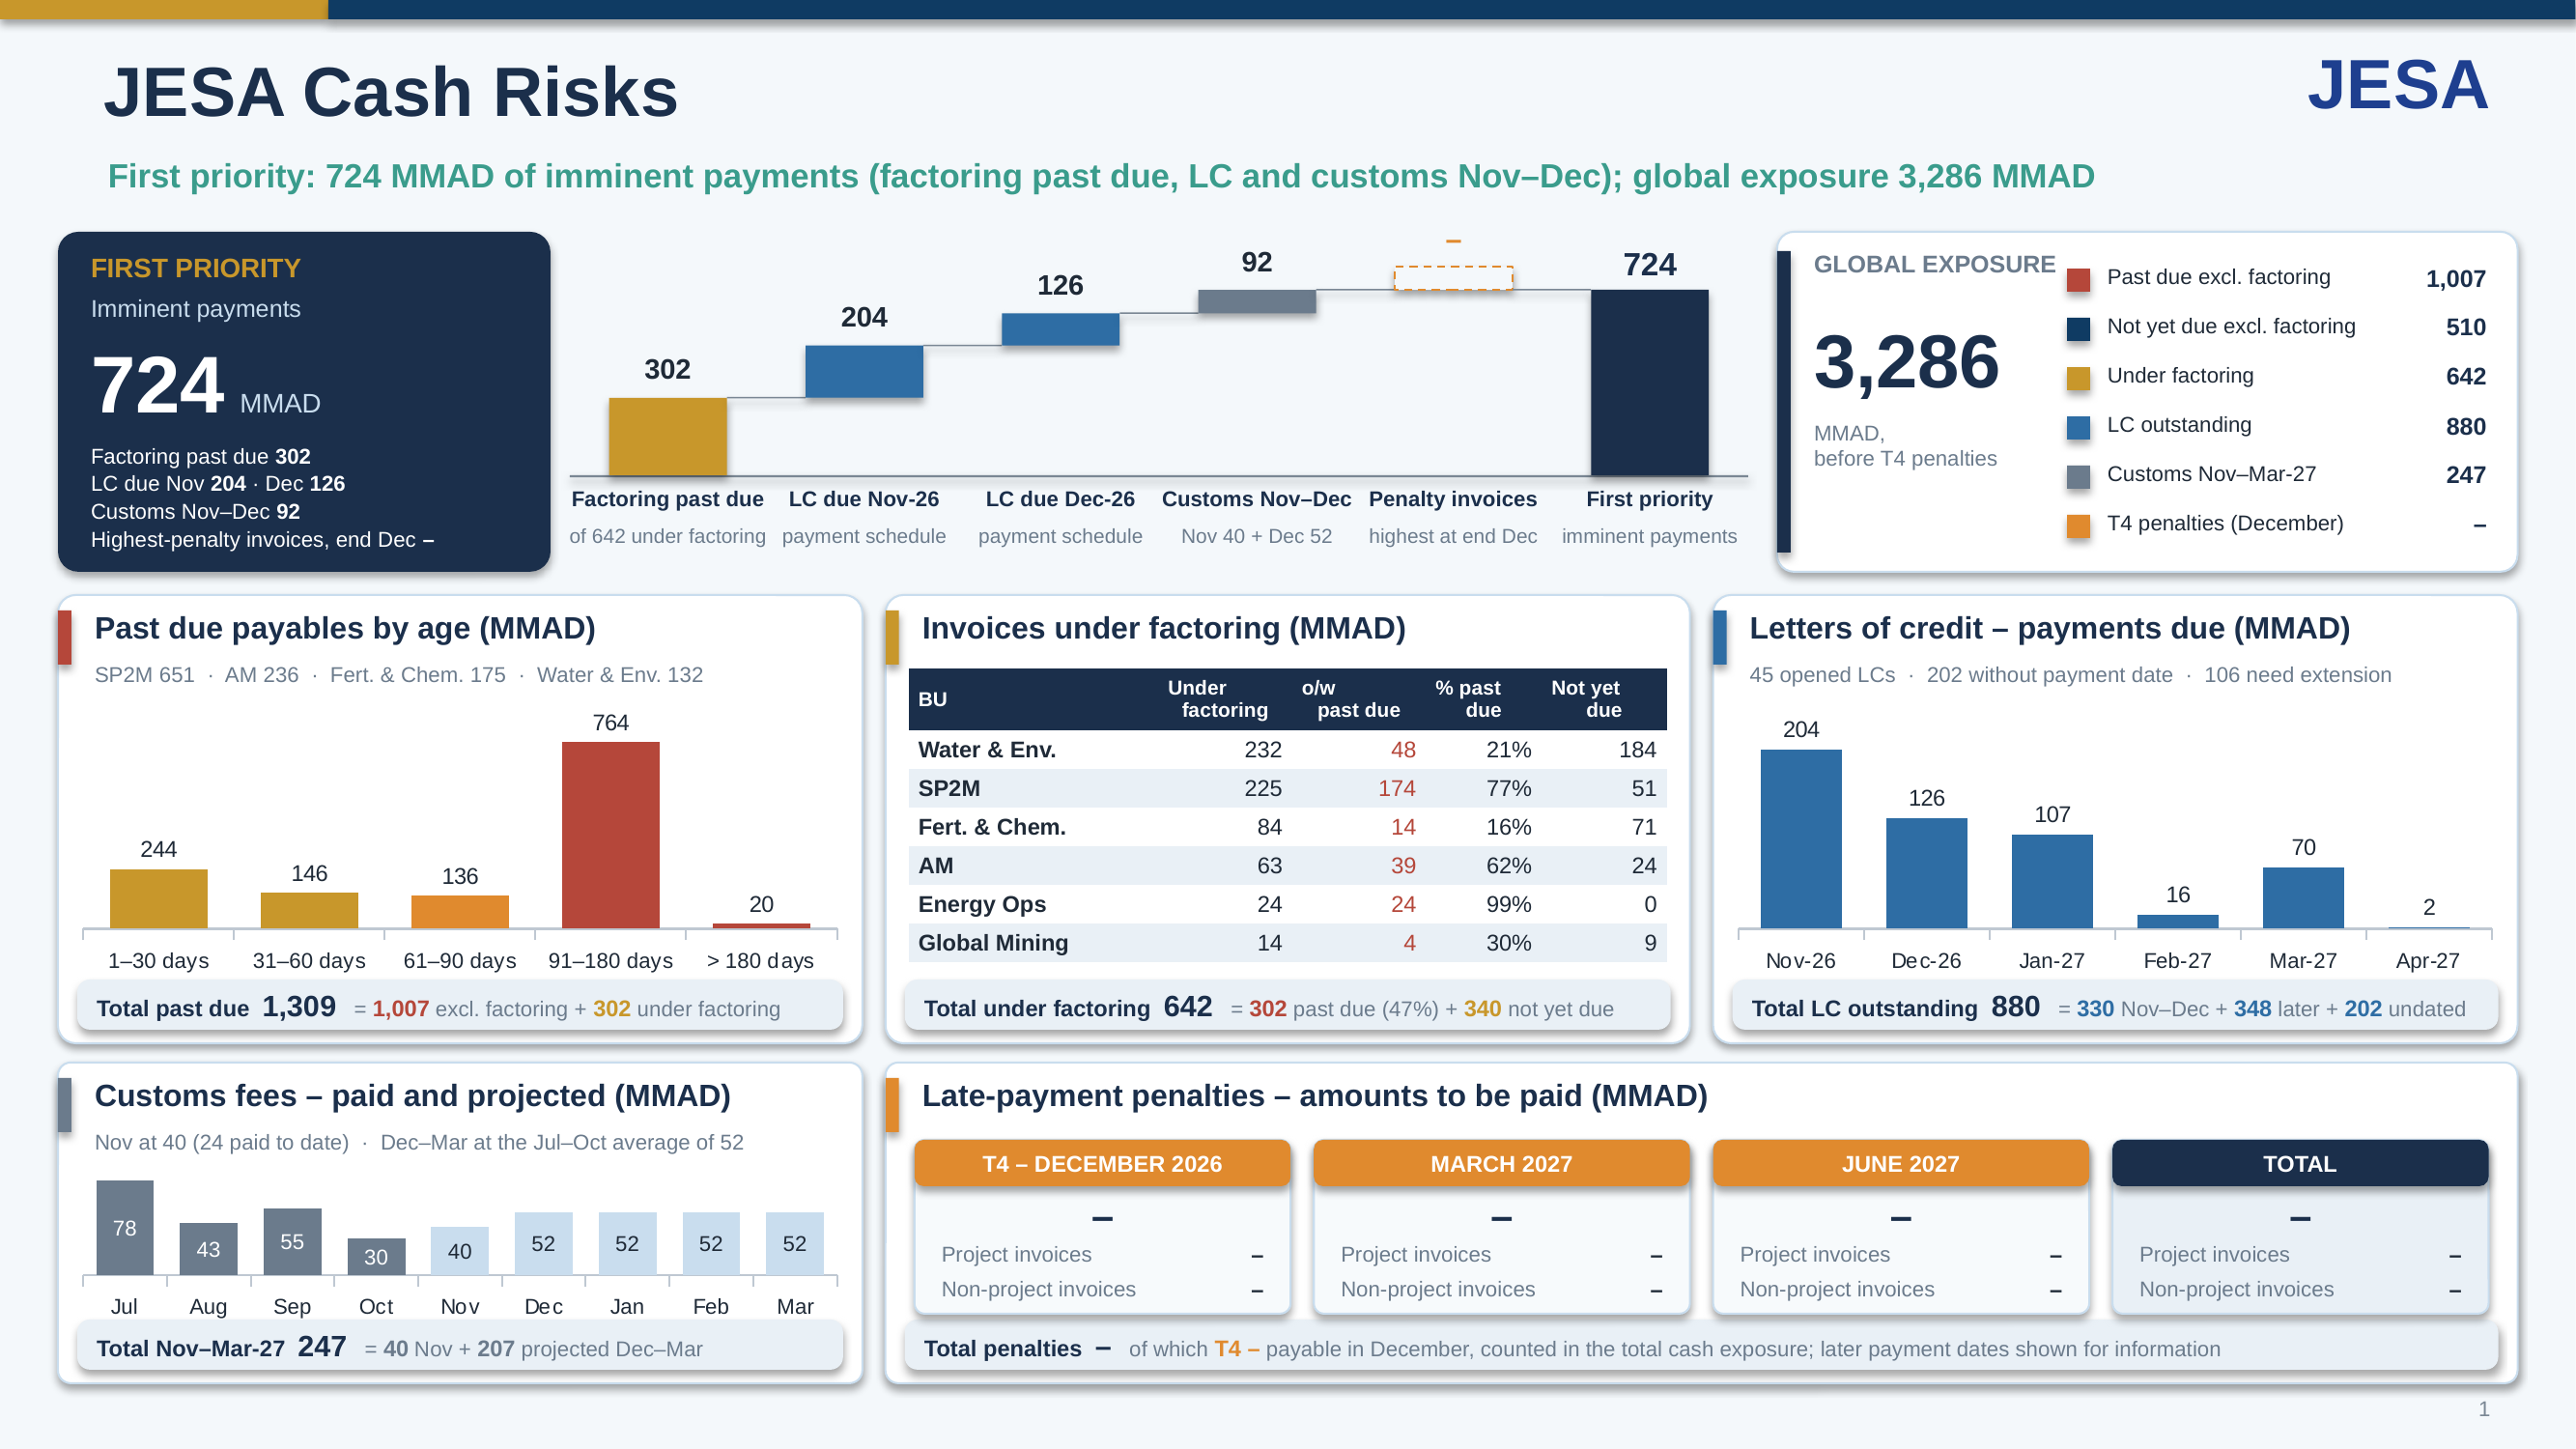 JESA Cash Risks
JESA
First priority: 724 MMAD of imminent payments (factoring past due, LC and customs Nov–Dec); global exposure 3,286 MMAD
FIRST PRIORITY
Imminent payments
724 MMAD
Factoring past due 302
LC due Nov 204 · Dec 126
Customs Nov–Dec 92
Highest-penalty invoices, end Dec –
302
204
126
92
–
724
Factoring past due
LC due Nov-26
LC due Dec-26
Customs Nov–Dec
Penalty invoices
First priority
of 642 under factoring
payment schedule
payment schedule
Nov 40 + Dec 52
highest at end Dec
imminent payments
GLOBAL EXPOSURE
3,286
MMAD,
before T4 penalties
Past due excl. factoring 1,007
Not yet due excl. factoring 510
Under factoring 642
LC outstanding 880
Customs Nov–Mar-27 247
T4 penalties (December) –
Past due payables by age (MMAD)
SP2M 651 · AM 236 · Fert. & Chem. 175 · Water & Env. 132
244
146
136
764
20
1–30 days
31–60 days
61–90 days
91–180 days
> 180 days
Total past due 1,309 = 1,007 excl. factoring + 302 under factoring
Invoices under factoring (MMAD)
BU
Under
factoring
o/w
past due
% past
due
Not yet
due
Water & Env. 232 48 21% 184
SP2M 225 174 77% 51
Fert. & Chem. 84 14 16% 71
AM 63 39 62% 24
Energy Ops 24 24 99% 0
Global Mining 14 4 30% 9
Total under factoring 642 = 302 past due (47%) + 340 not yet due
Letters of credit – payments due (MMAD)
45 opened LCs · 202 without payment date · 106 need extension
204
126
107
16
70
2
Nov-26
Dec-26
Jan-27
Feb-27
Mar-27
Apr-27
Total LC outstanding 880 = 330 Nov–Dec + 348 later + 202 undated
Customs fees – paid and projected (MMAD)
Nov at 40 (24 paid to date) · Dec–Mar at the Jul–Oct average of 52
78
43
55
30
40
52
52
52
52
Jul
Aug
Sep
Oct
Nov
Dec
Jan
Feb
Mar
Total Nov–Mar-27 247 = 40 Nov + 207 projected Dec–Mar
Late-payment penalties – amounts to be paid (MMAD)
T4 – DECEMBER 2026
–
Project invoices –
Non-project invoices –
MARCH 2027
–
Project invoices –
Non-project invoices –
JUNE 2027
–
Project invoices –
Non-project invoices –
TOTAL
–
Project invoices –
Non-project invoices –
Total penalties – of which T4 – payable in December, counted in the total cash exposure; later payment dates shown for information
1